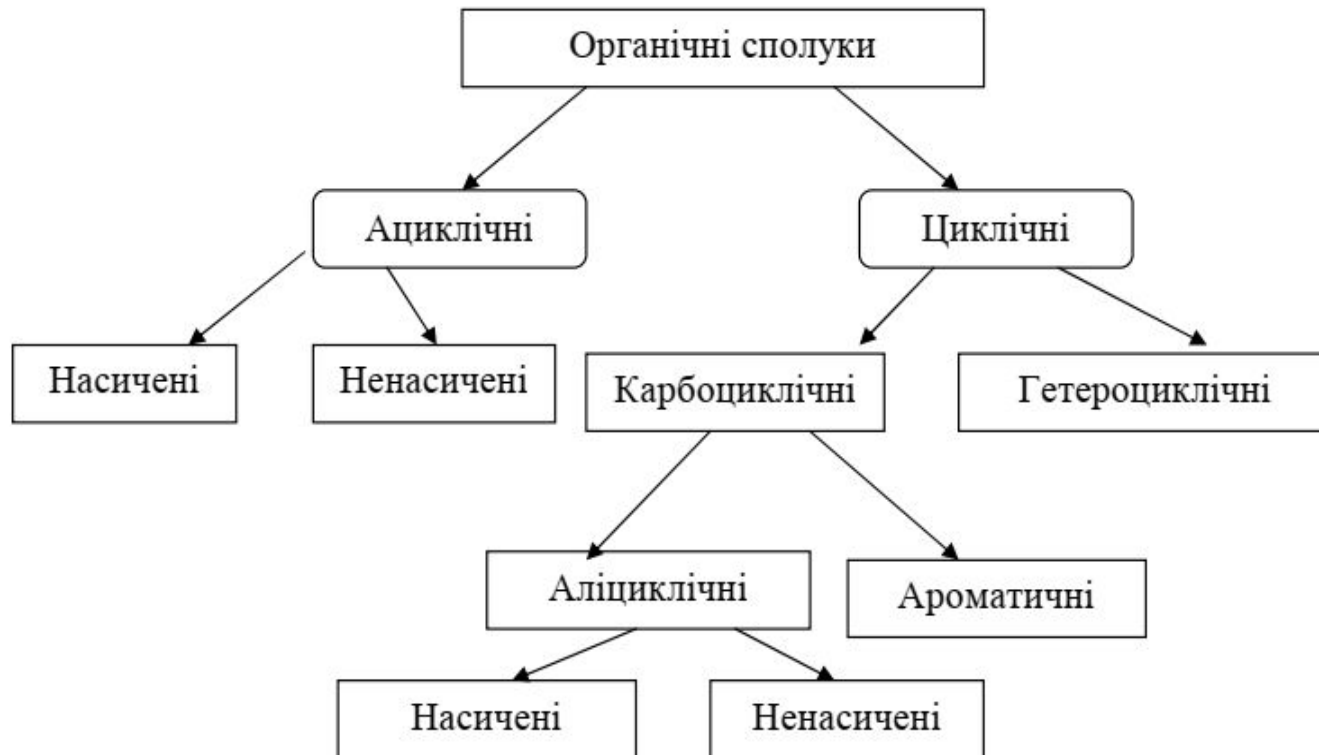 Органічні сполуки
Ациклічні
Циклічні
Насичені
Ненасичені
Карбоциклічні
Гетероциклічні
Аліциклічні
Ароматичні
Насичені
Ненасичені